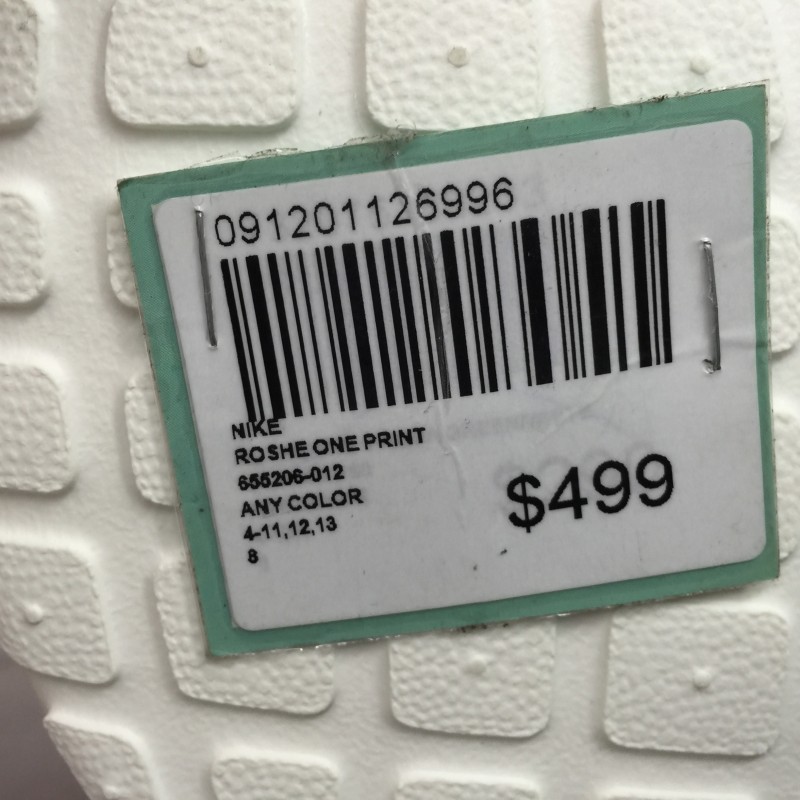 091201126996
NIKE
ROSHE ONE PRINT
655206-012
ANY COLOR
4-11,12,13
8
$499